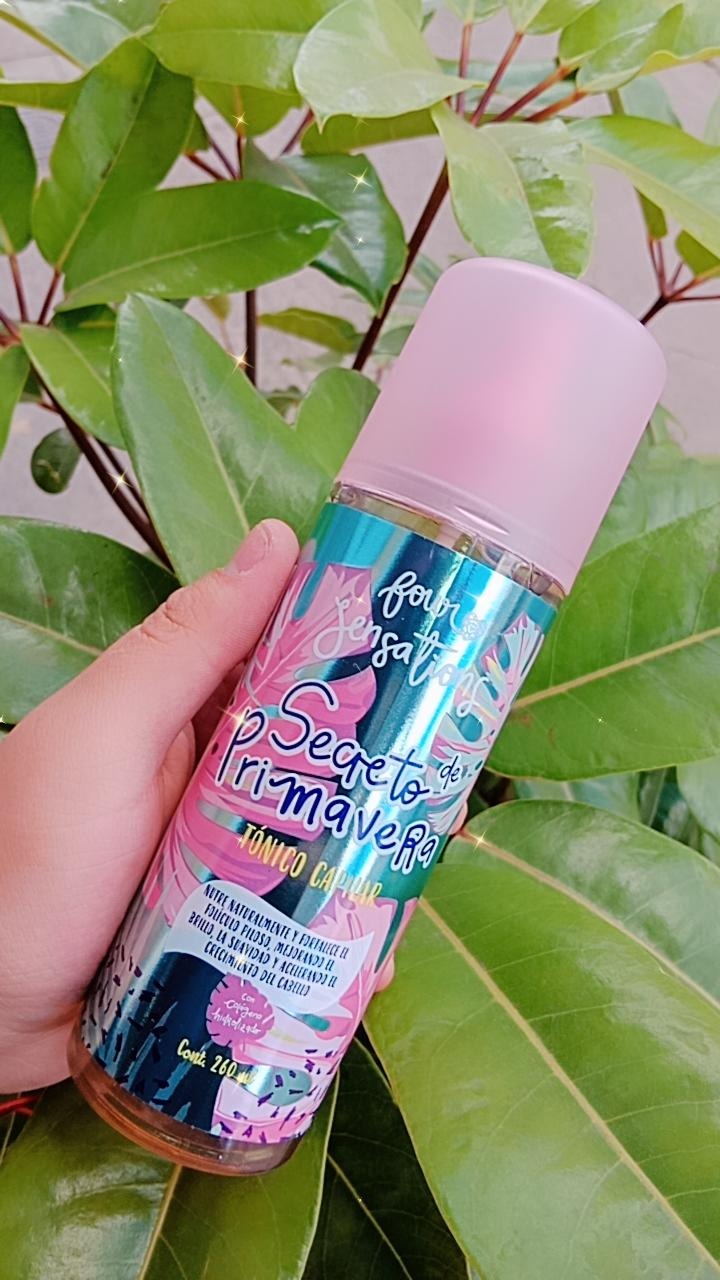 four
sensations
Secreto de
PrimaveRa
TÓNICO CAPILAR
NUTRE NATURALMENTE Y FORTALECE EL
FOLÍCULO PILOSO, MEJORANDO EL
BRILLO, LA SUAVIDAD Y ACELERANDO EL
CRECIMIENTO DEL CABELLO
Con
colágeno
hidrolizado
Cont. 260 ml